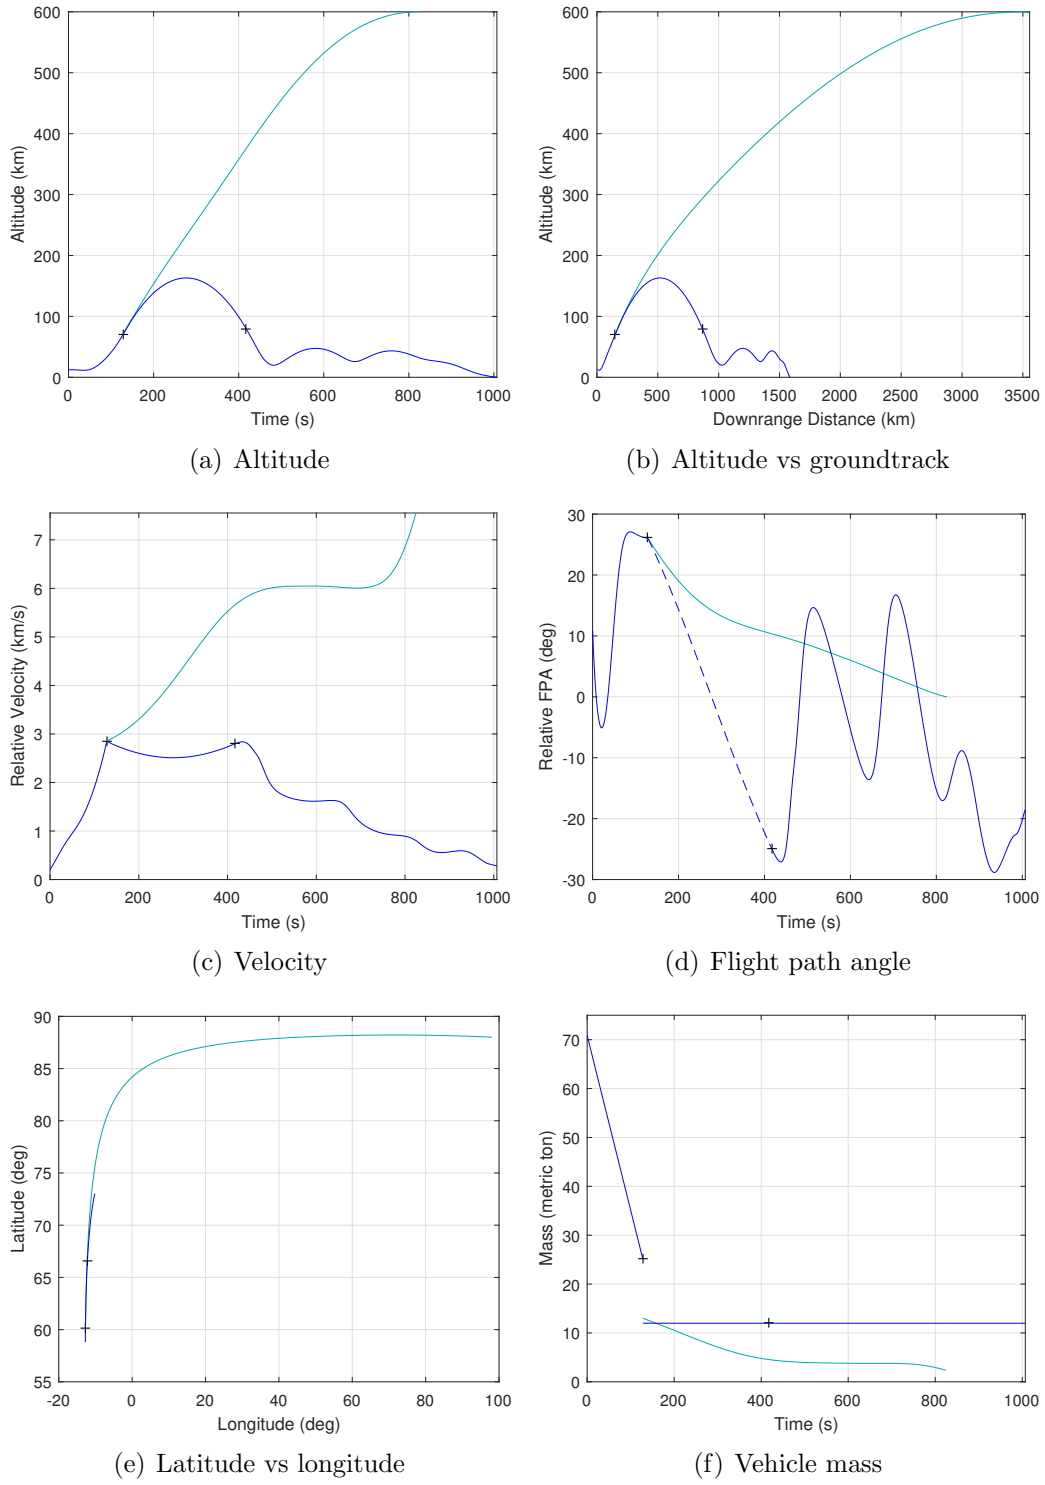 600
500
400
300
200
100
0
Altitude (km)
0 200 400 600 800 1000
Time (s)
(a) Altitude
600
500
400
300
200
100
0
Altitude (km)
0 500 1000 1500 2000 2500 3000 3500
Downrange Distance (km)
(b) Altitude vs groundtrack
7
6
5
4
3
2
1
0
Relative Velocity (km/s)
0 200 400 600 800 1000
Time (s)
(c) Velocity
30
20
10
0
-10
-20
-30
Relative FPA (deg)
0 200 400 600 800 1000
Time (s)
(d) Flight path angle
90
85
80
75
70
65
60
55
Latitude (deg)
-20 0 20 40 60 80 100
Longitude (deg)
(e) Latitude vs longitude
70
60
50
40
30
20
10
0
Mass (metric ton)
0 200 400 600 800 1000
Time (s)
(f) Vehicle mass